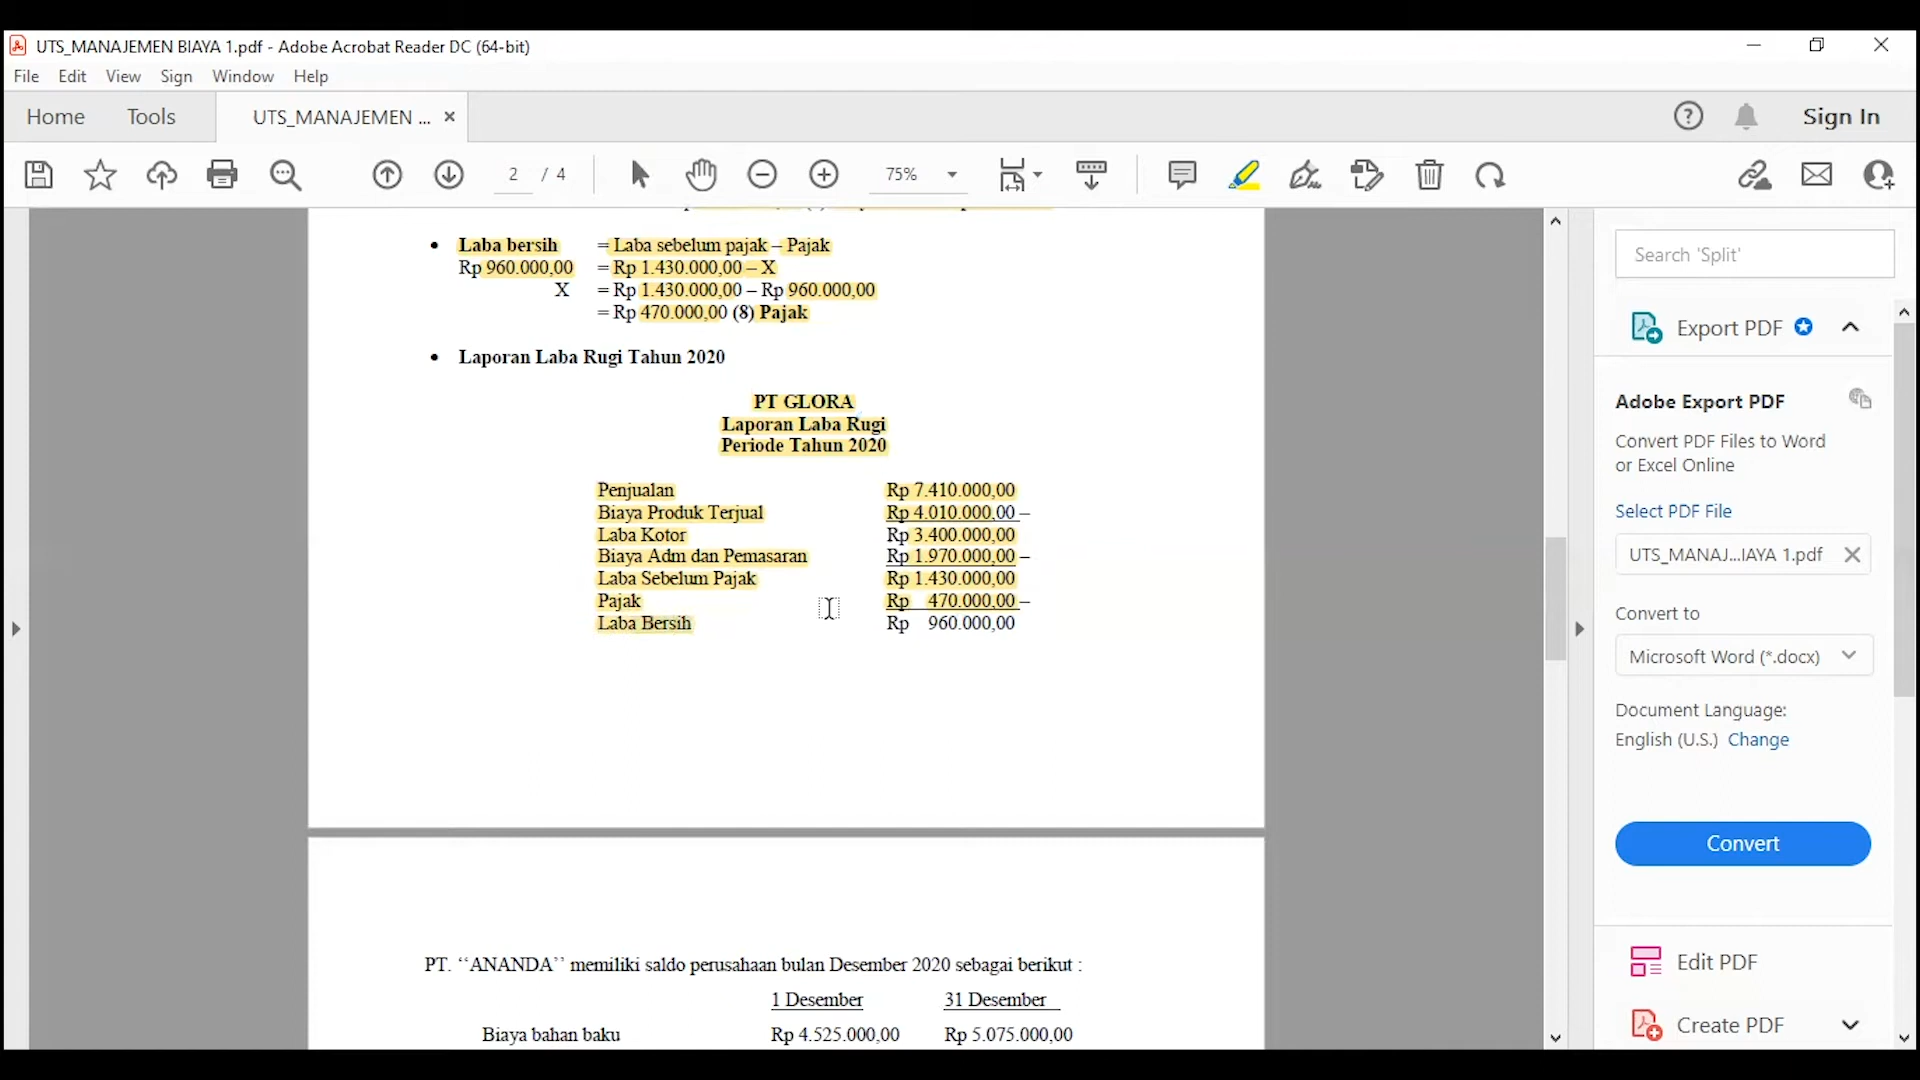 UTS_MANAJEMEN BIAYA 1.pdf - Adobe Acrobat Reader DC (64-bit)
File Edit View Sign Window Help
Home Tools UTS_MANAJEMEN ... Sign In
2 / 4 75%
• Laba bersih = Laba sebelum pajak – Pajak
Rp 960.000,00 = Rp 1.430.000,00 – X
X = Rp 1.430.000,00 – Rp 960.000,00
= Rp 470.000,00 (8) Pajak
• Laporan Laba Rugi Tahun 2020
PT GLORA
Laporan Laba Rugi
Periode Tahun 2020
Penjualan Rp 7.410.000,00
Biaya Produk Terjual Rp 4.010.000,00 –
Laba Kotor Rp 3.400.000,00
Biaya Adm dan Pemasaran Rp 1.970.000,00 –
Laba Sebelum Pajak Rp 1.430.000,00
Pajak Rp 470.000,00 –
Laba Bersih Rp 960.000,00
PT. ‘‘ANANDA’’ memiliki saldo perusahaan bulan Desember 2020 sebagai berikut :
1 Desember 31 Desember
Biaya bahan baku Rp 4.525.000,00 Rp 5.075.000,00
Search 'Split'
Export PDF
Adobe Export PDF
Convert PDF Files to Word
or Excel Online
Select PDF File
UTS_MANAJ...IAYA 1.pdf
Convert to
Microsoft Word (*.docx)
Document Language:
English (U.S.) Change
Convert
Edit PDF
Create PDF